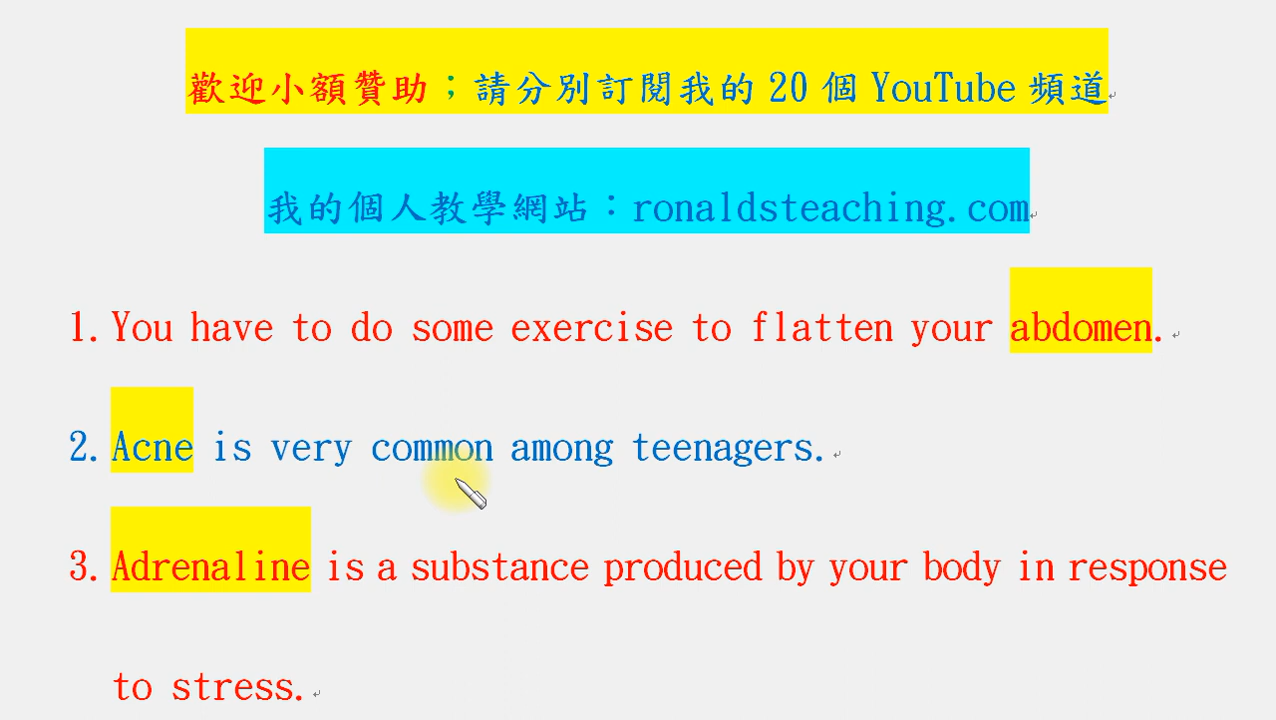 歡迎小額贊助；請分別訂閱我的 20 個 YouTube 頻道
我的個人教學網站：ronaldsteaching.com
1. You have to do some exercise to flatten your abdomen.
2. Acne is very common among teenagers.
3. Adrenaline is a substance produced by your body in response
to stress.